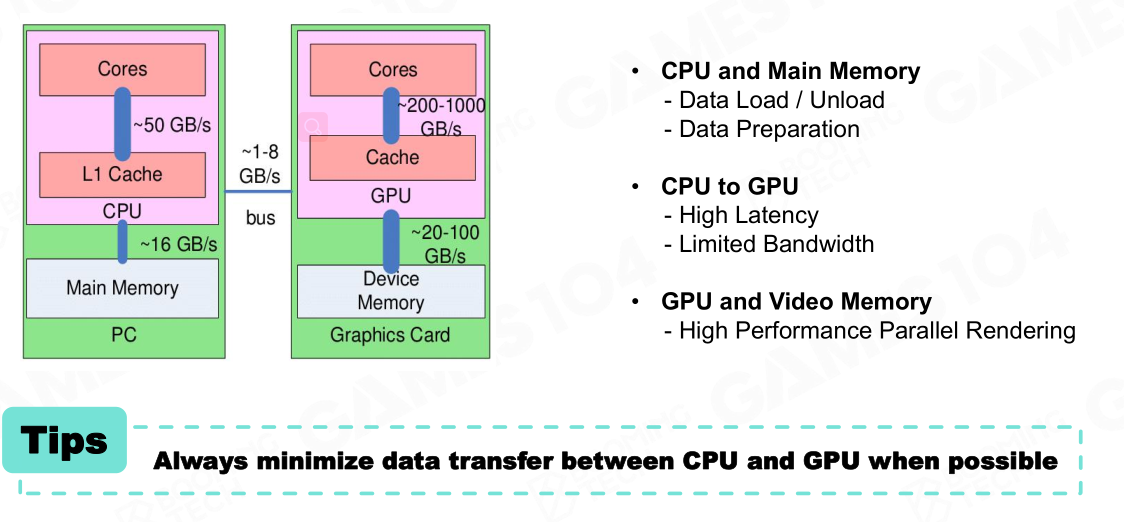 Cores
~50 GB/s
L1 Cache
CPU
~16 GB/s
Main Memory
PC
~1-8
GB/s
bus
Cores
~200-1000
GB/s
Cache
GPU
~20-100
GB/s
Device
Memory
Graphics Card
• CPU and Main Memory
- Data Load / Unload
- Data Preparation
• CPU to GPU
- High Latency
- Limited Bandwidth
• GPU and Video Memory
- High Performance Parallel Rendering
Tips
Always minimize data transfer between CPU and GPU when possible
GAMES104
BOOMING
TECH